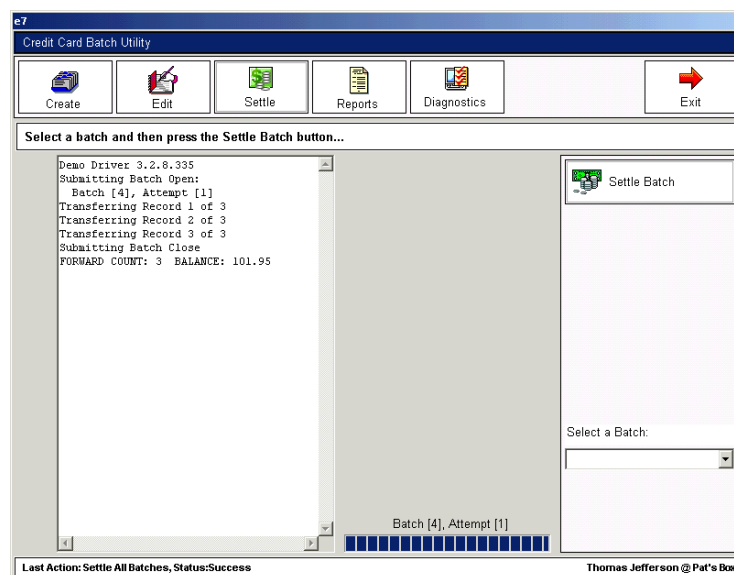 e7
Credit Card Batch Utility
Create Edit Settle Reports Diagnostics Exit
Select a batch and then press the Settle Batch button...
Demo Driver 3.2.8.335
Submitting Batch Open:
Batch [4], Attempt [1]
Transferring Record 1 of 3
Transferring Record 2 of 3
Transferring Record 3 of 3
Submitting Batch Close
FORWARD COUNT: 3 BALANCE: 101.95
Settle Batch
Select a Batch:
Batch [4], Attempt [1]
Last Action: Settle All Batches, Status:Success
Thomas Jefferson @ Pat's Box